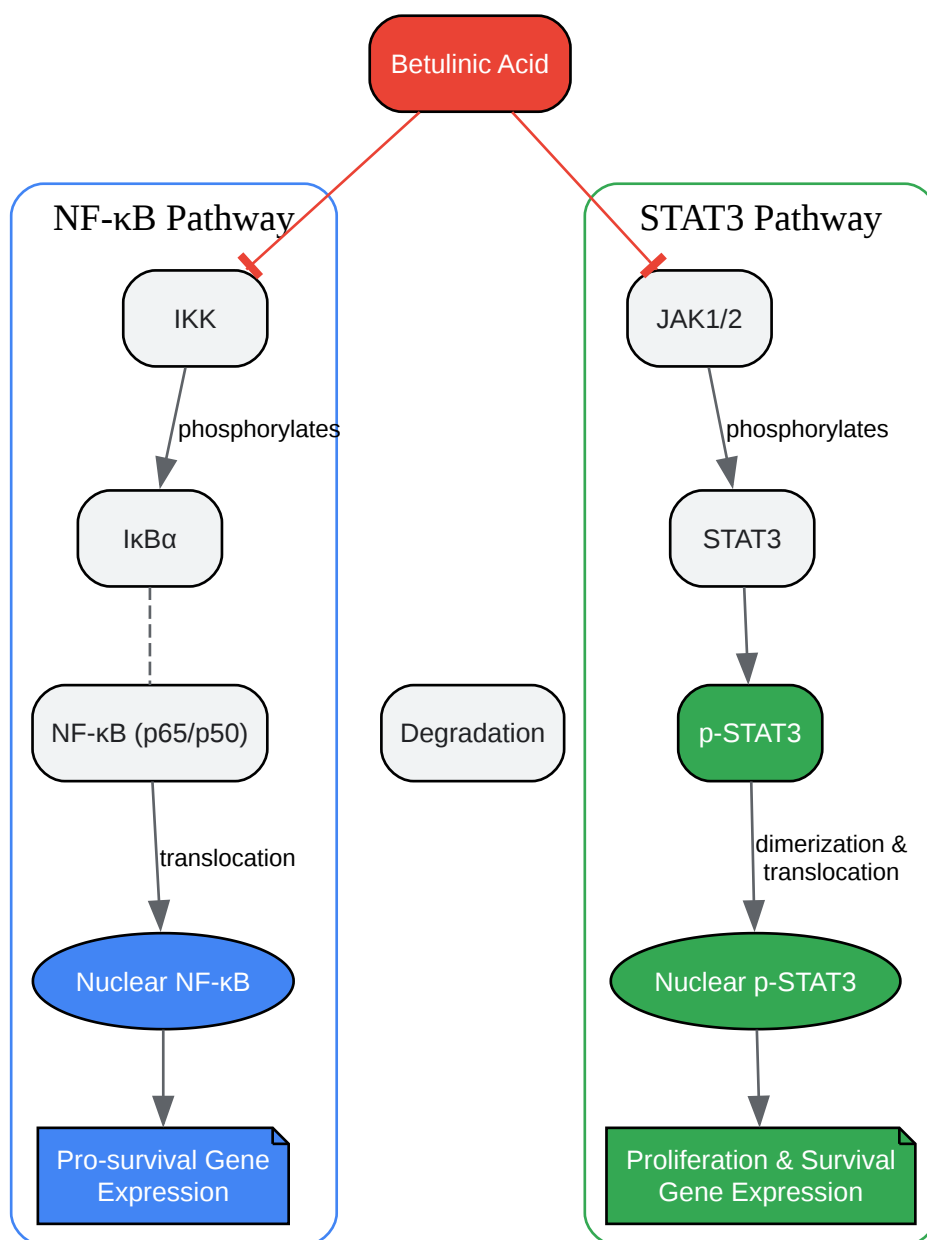 Betulinic Acid
NF-κB Pathway
STAT3 Pathway
IKK
JAK1/2
phosphorylates
phosphorylates
IκBα
STAT3
NF-κB (p65/p50)
Degradation
p-STAT3
translocation
dimerization &
translocation
Nuclear NF-κB
Nuclear p-STAT3
Pro-survival Gene
Expression
Proliferation & Survival
Gene Expression